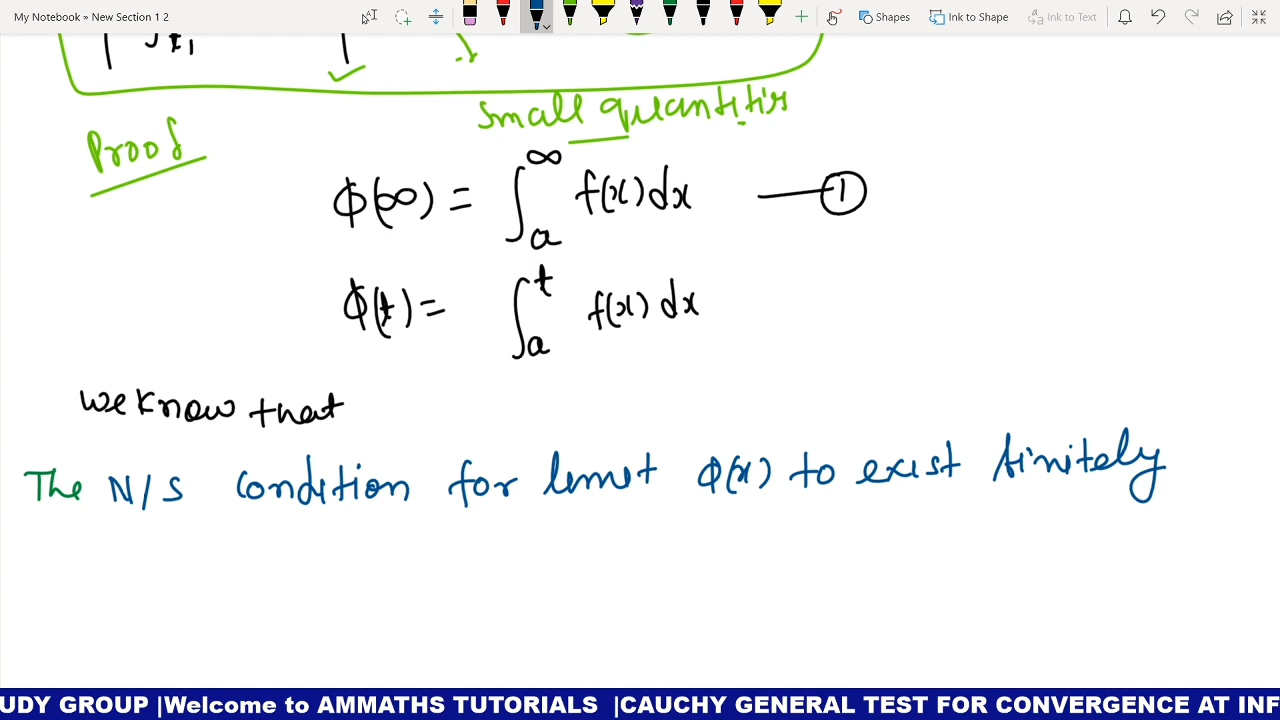 My Notebook » New Section 1 2
Shapes
Ink to Shape
Ink to Text
∫t₁
small quantities
Proof
ϕ(∞) = ∫ₐ^∞ f(x)dx —— ①
ϕ(t) = ∫ₐ^t f(x) dx
we know that
The N/S condition for limit ϕ(x) to exist finitely
UDY GROUP |Welcome to AMMATHS TUTORIALS |CAUCHY GENERAL TEST FOR CONVERGENCE AT INF